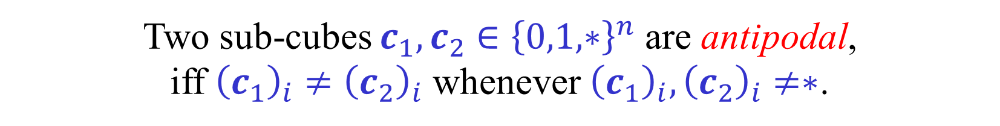 Two sub-cubes 𝒄₁, 𝒄₂ ∈ {0,1,∗}ⁿ are antipodal,
iff (𝒄₁)ᵢ ≠ (𝒄₂)ᵢ whenever (𝒄₁)ᵢ, (𝒄₂)ᵢ ≠∗.